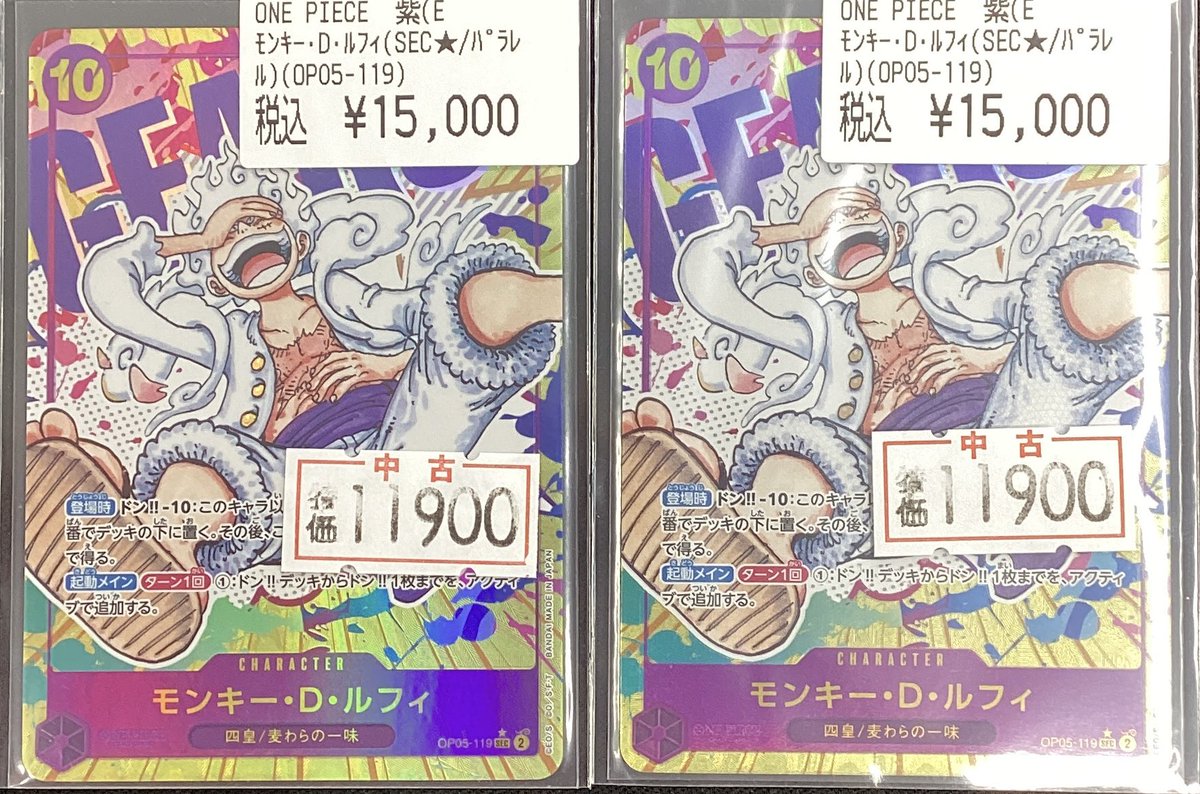 ONE PIECE 紫(E
モンキー・D・ルフィ(SEC★/パラレ
ル)(OP05-119)
税込 ¥15,000
10
中古
価 11900
登場時 ドン!!-10:このキャラ以
番でデッキの下に置く。その後、こ
で得る。
起動メイン ターン1回 ①:ドン!!デッキからドン!!1枚までを、アクティ
ブで追加する。
CHARACTER
モンキー・D・ルフィ
四皇/麦わらの一味
OP05-119 SEC 2
BANDAI MADE IN JAPAN
ONE PIECE 紫(E
モンキー・D・ルフィ(SEC★/パラレ
ル)(OP05-119)
税込 ¥15,000
10
中古
価 11900
登場時 ドン!!-10:このキャラ以
番でデッキの下に置く。その後、
で得る。
起動メイン ターン1回 ①:ドン!!デッキからドン!!1枚までを、アクティ
ブで追加する。
CHARACTER
モンキー・D・ルフィ
四皇/麦わらの一味
OP05-119 SEC 2